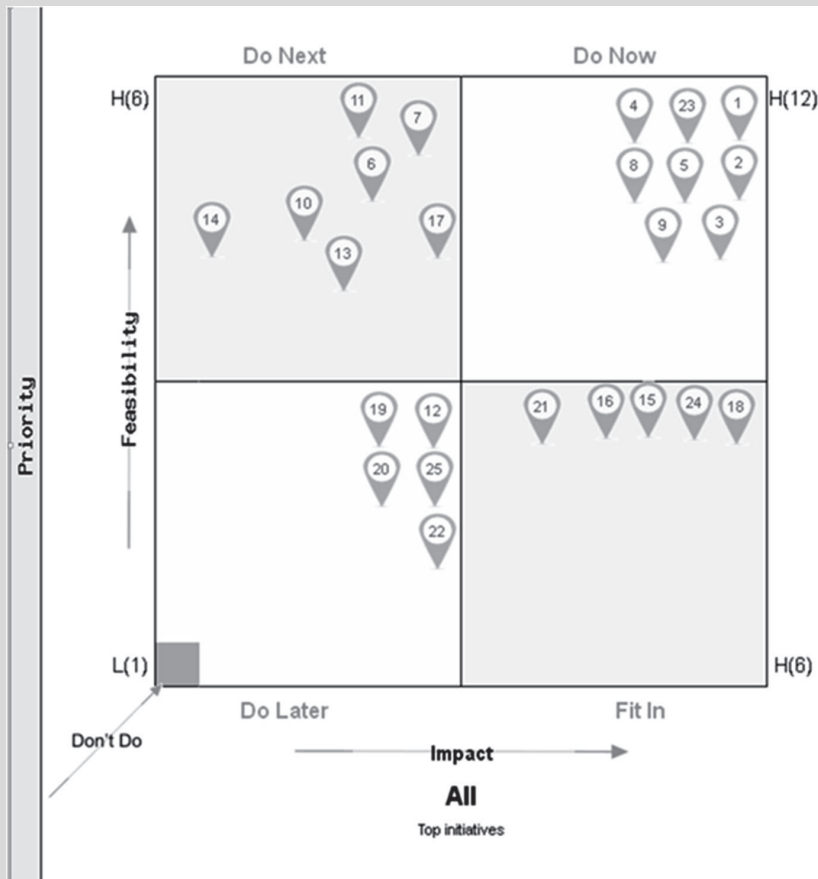 Do Next
Do Now
H(6)
11
7
4
23
1
H(12)
6
8
5
2
14
10
17
9
3
13
Feasibility
Priority
19
12
21
16
15
24
18
20
25
22
L(1)
H(6)
Do Later
Fit In
Don't Do
Impact
All
Top initiatives